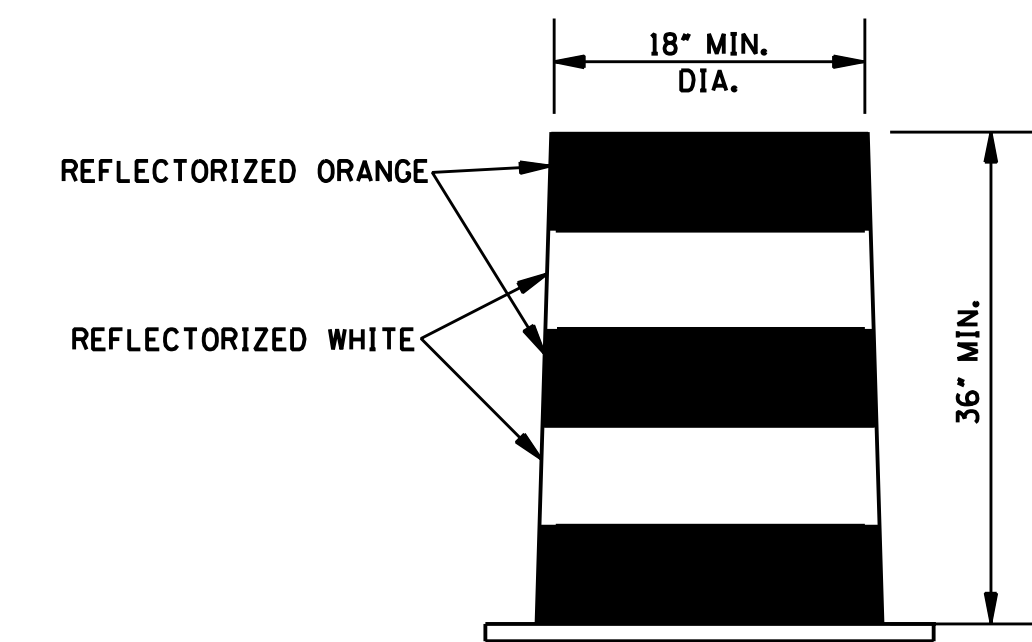 18" MIN.
DIA.
REFLECTORIZED ORANGE
REFLECTORIZED WHITE
36" MIN.